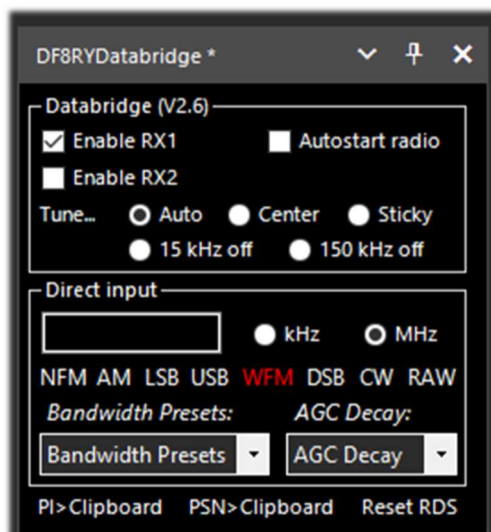 DF8RYDatabridge *
Databridge (V2.6)
Enable RX1 Autostart radio
Enable RX2
Tune... Auto Center Sticky
15 kHz off 150 kHz off
Direct input
kHz MHz
NFM AM LSB USB WFM DSB CW RAW
Bandwidth Presets: AGC Decay:
Bandwidth Presets AGC Decay
PI>Clipboard PSN>Clipboard Reset RDS